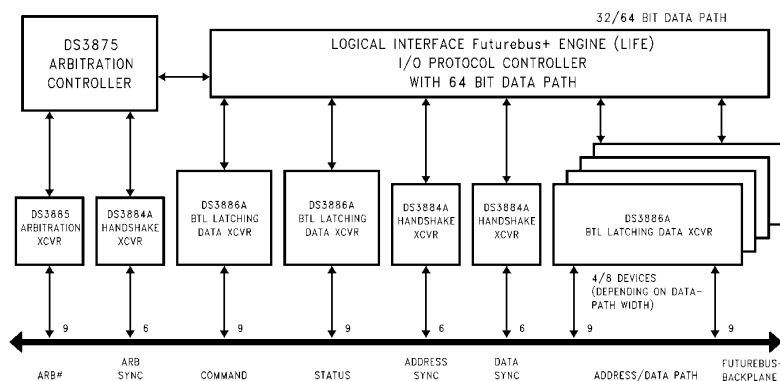 32/64 BIT DATA PATH
DS3875
ARBITRATION
CONTROLLER
LOGICAL INTERFACE Futurebus+ ENGINE (LIFE)
I/O PROTOCOL CONTROLLER
WITH 64 BIT DATA PATH
DS3885
ARBITRATION
XCVR
DS3884A
HANDSHAKE
XCVR
DS3886A
BTL LATCHING
DATA XCVR
DS3886A
BTL LATCHING
DATA XCVR
DS3884A
HANDSHAKE
XCVR
DS3884A
HANDSHAKE
XCVR
DS3886A
BTL LATCHING DATA XCVR
4/8 DEVICES
(DEPENDING ON DATA-
PATH WIDTH)
9
6
9
9
6
6
9
9
ARB#
ARB
SYNC
COMMAND
STATUS
ADDRESS
SYNC
DATA
SYNC
ADDRESS/DATA PATH
FUTUREBUS+
BACKPLANE